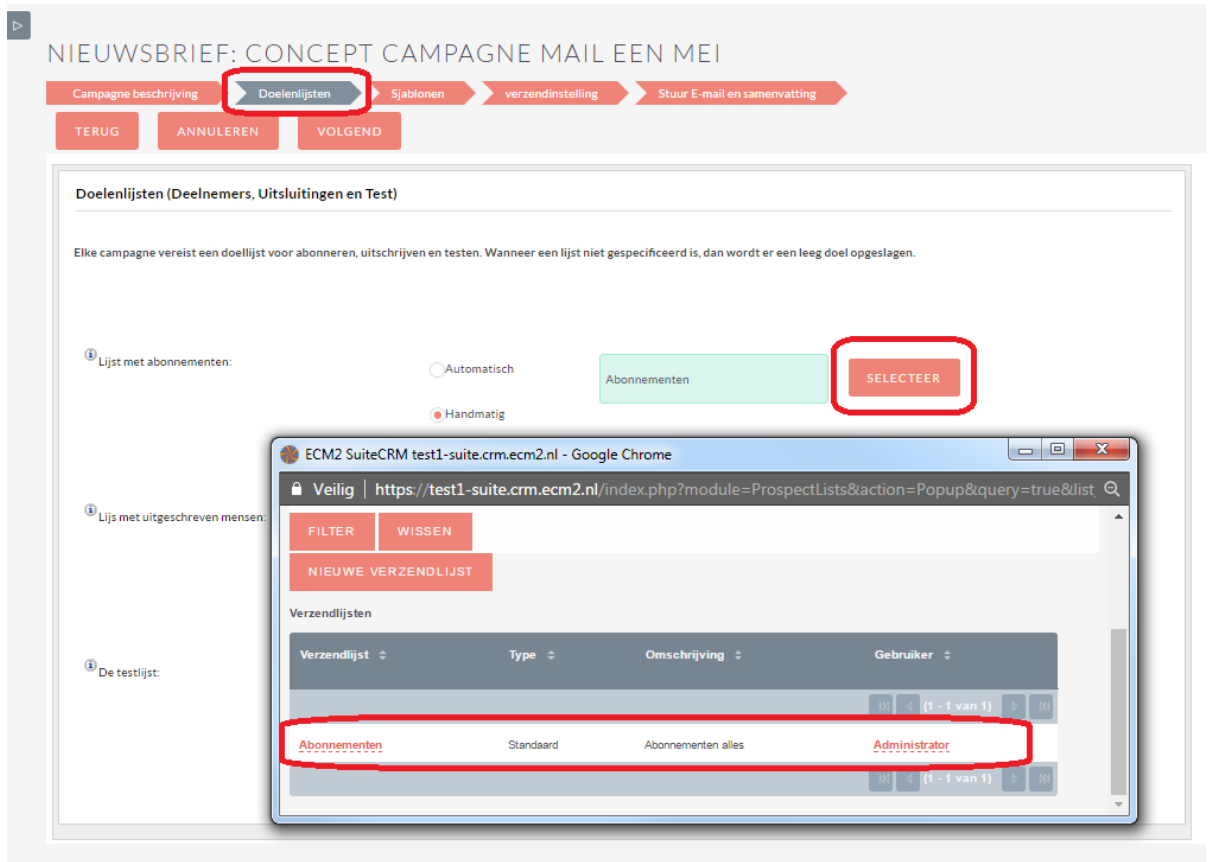 NIEUWSBRIEF: CONCEPT CAMPAGNE MAIL EEN MEI
Campagne beschrijving Doelenlijsten Sjablonen verzendinstelling Stuur E-mail en samenvatting
TERUG ANNULEREN VOLGEND
Doelenlijsten (Deelnemers, Uitsluitingen en Test)
Elke campagne vereist een doellijst voor abonneren, uitschrijven en testen. Wanneer een lijst niet gespecificeerd is, dan wordt er een leeg doel opgeslagen.
Lijst met abonnementen:
Automatisch
Abonnementen
SELECTEER
Handmatig
ECM2 SuiteCRM test1-suite.crm.ecm2.nl - Google Chrome
Veilig | https://test1-suite.crm.ecm2.nl/index.php?module=ProspectLists&action=Popup&query=true&list_
Lijs met uitgeschreven mensen:
FILTER WISSEN
NIEUWE VERZENDLIJST
Verzendlijsten
Verzendlijst Type Omschrijving Gebruiker
De testlijst:
(1 - 1 van 1)
Abonnementen Standaard Abonnementen alles Administrator
(1 - 1 van 1)